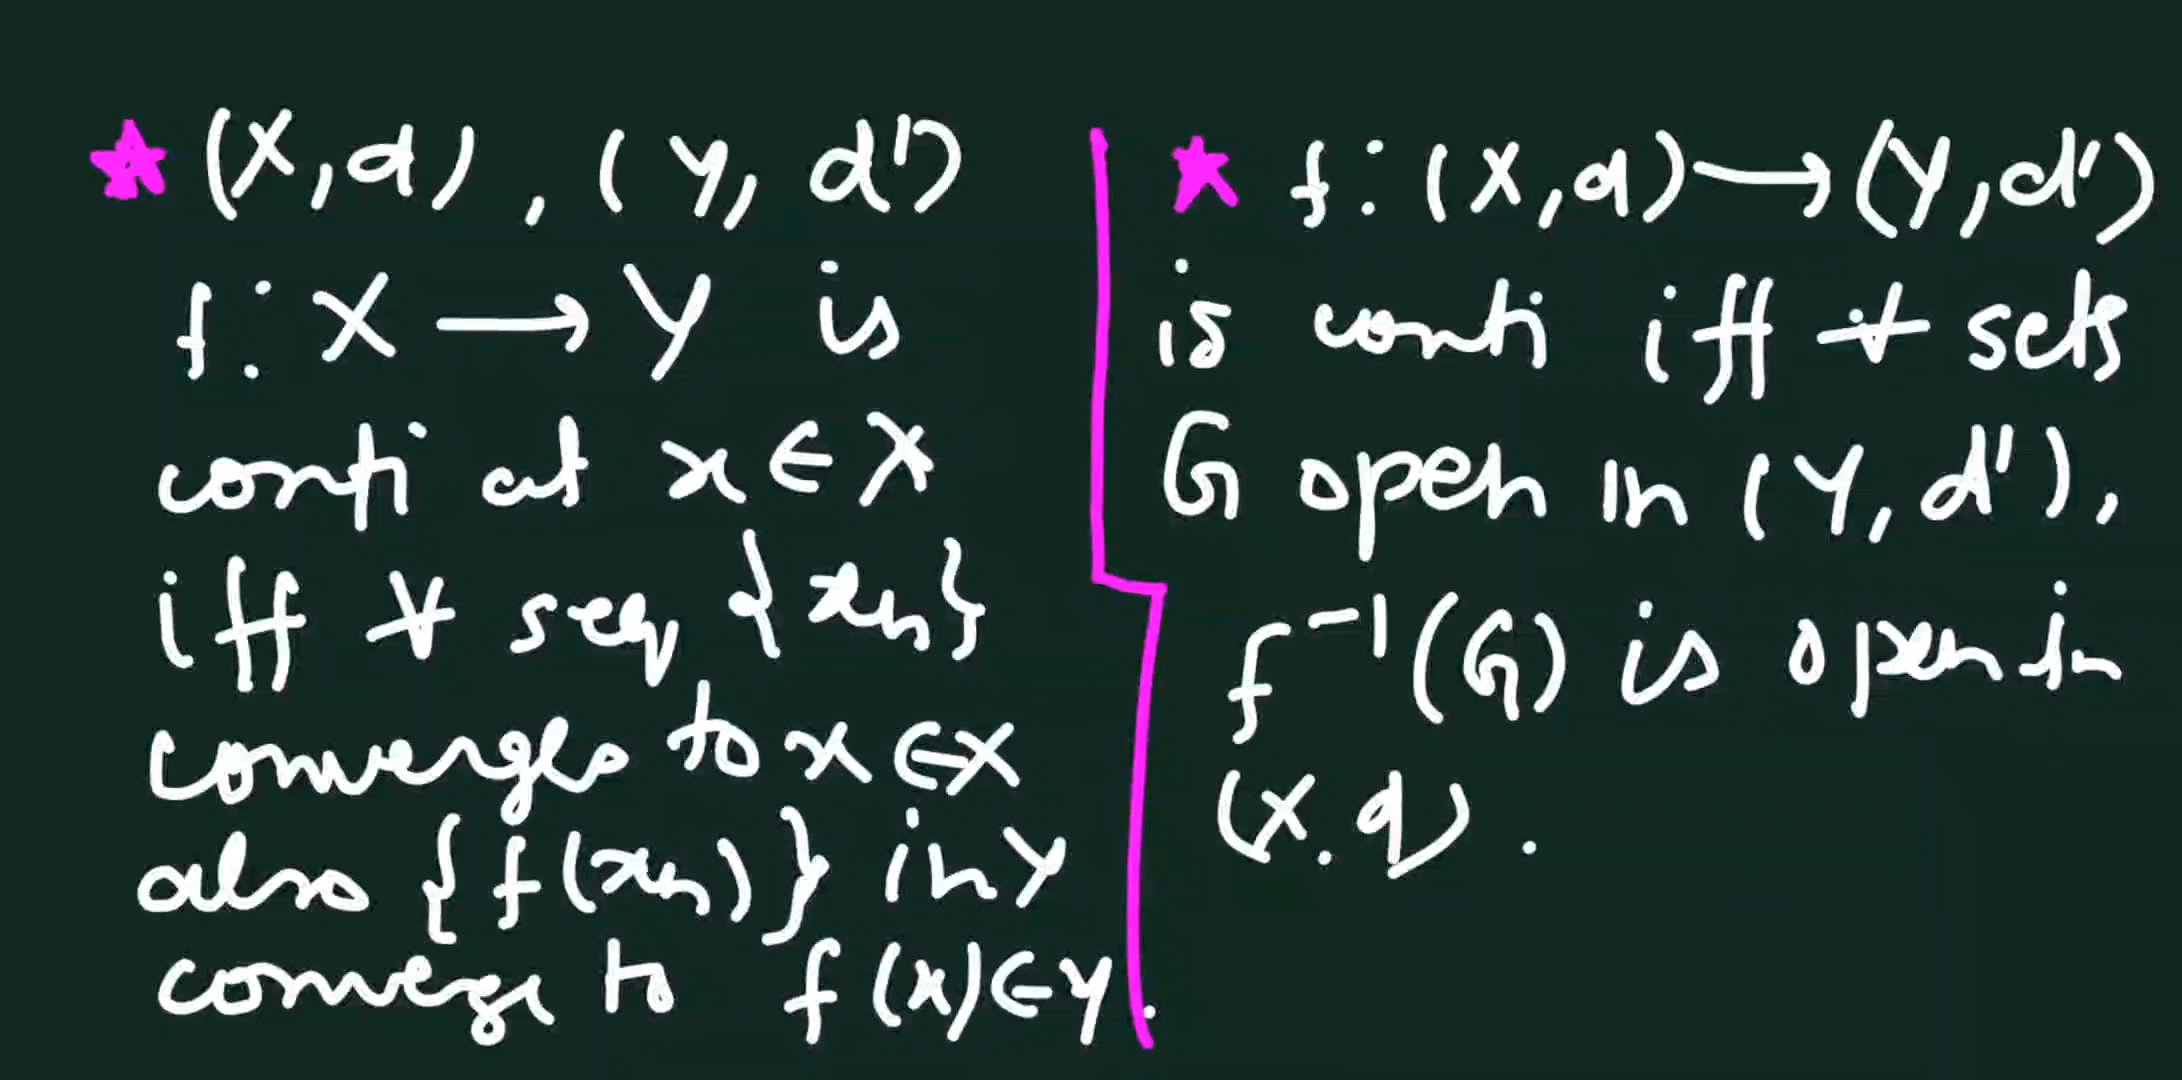 ★ (X,d), (Y, d')
f: X → Y is
conti at x∈X
iff ∀ seq {xₙ}
converges to x∈X
also {f(xₙ)} in Y
converge to f(x)∈Y.
★ f: (X,d) → (Y,d')
is conti iff ∀ sets
G open in (Y,d'),
f⁻¹(G) is open in
(X.d).